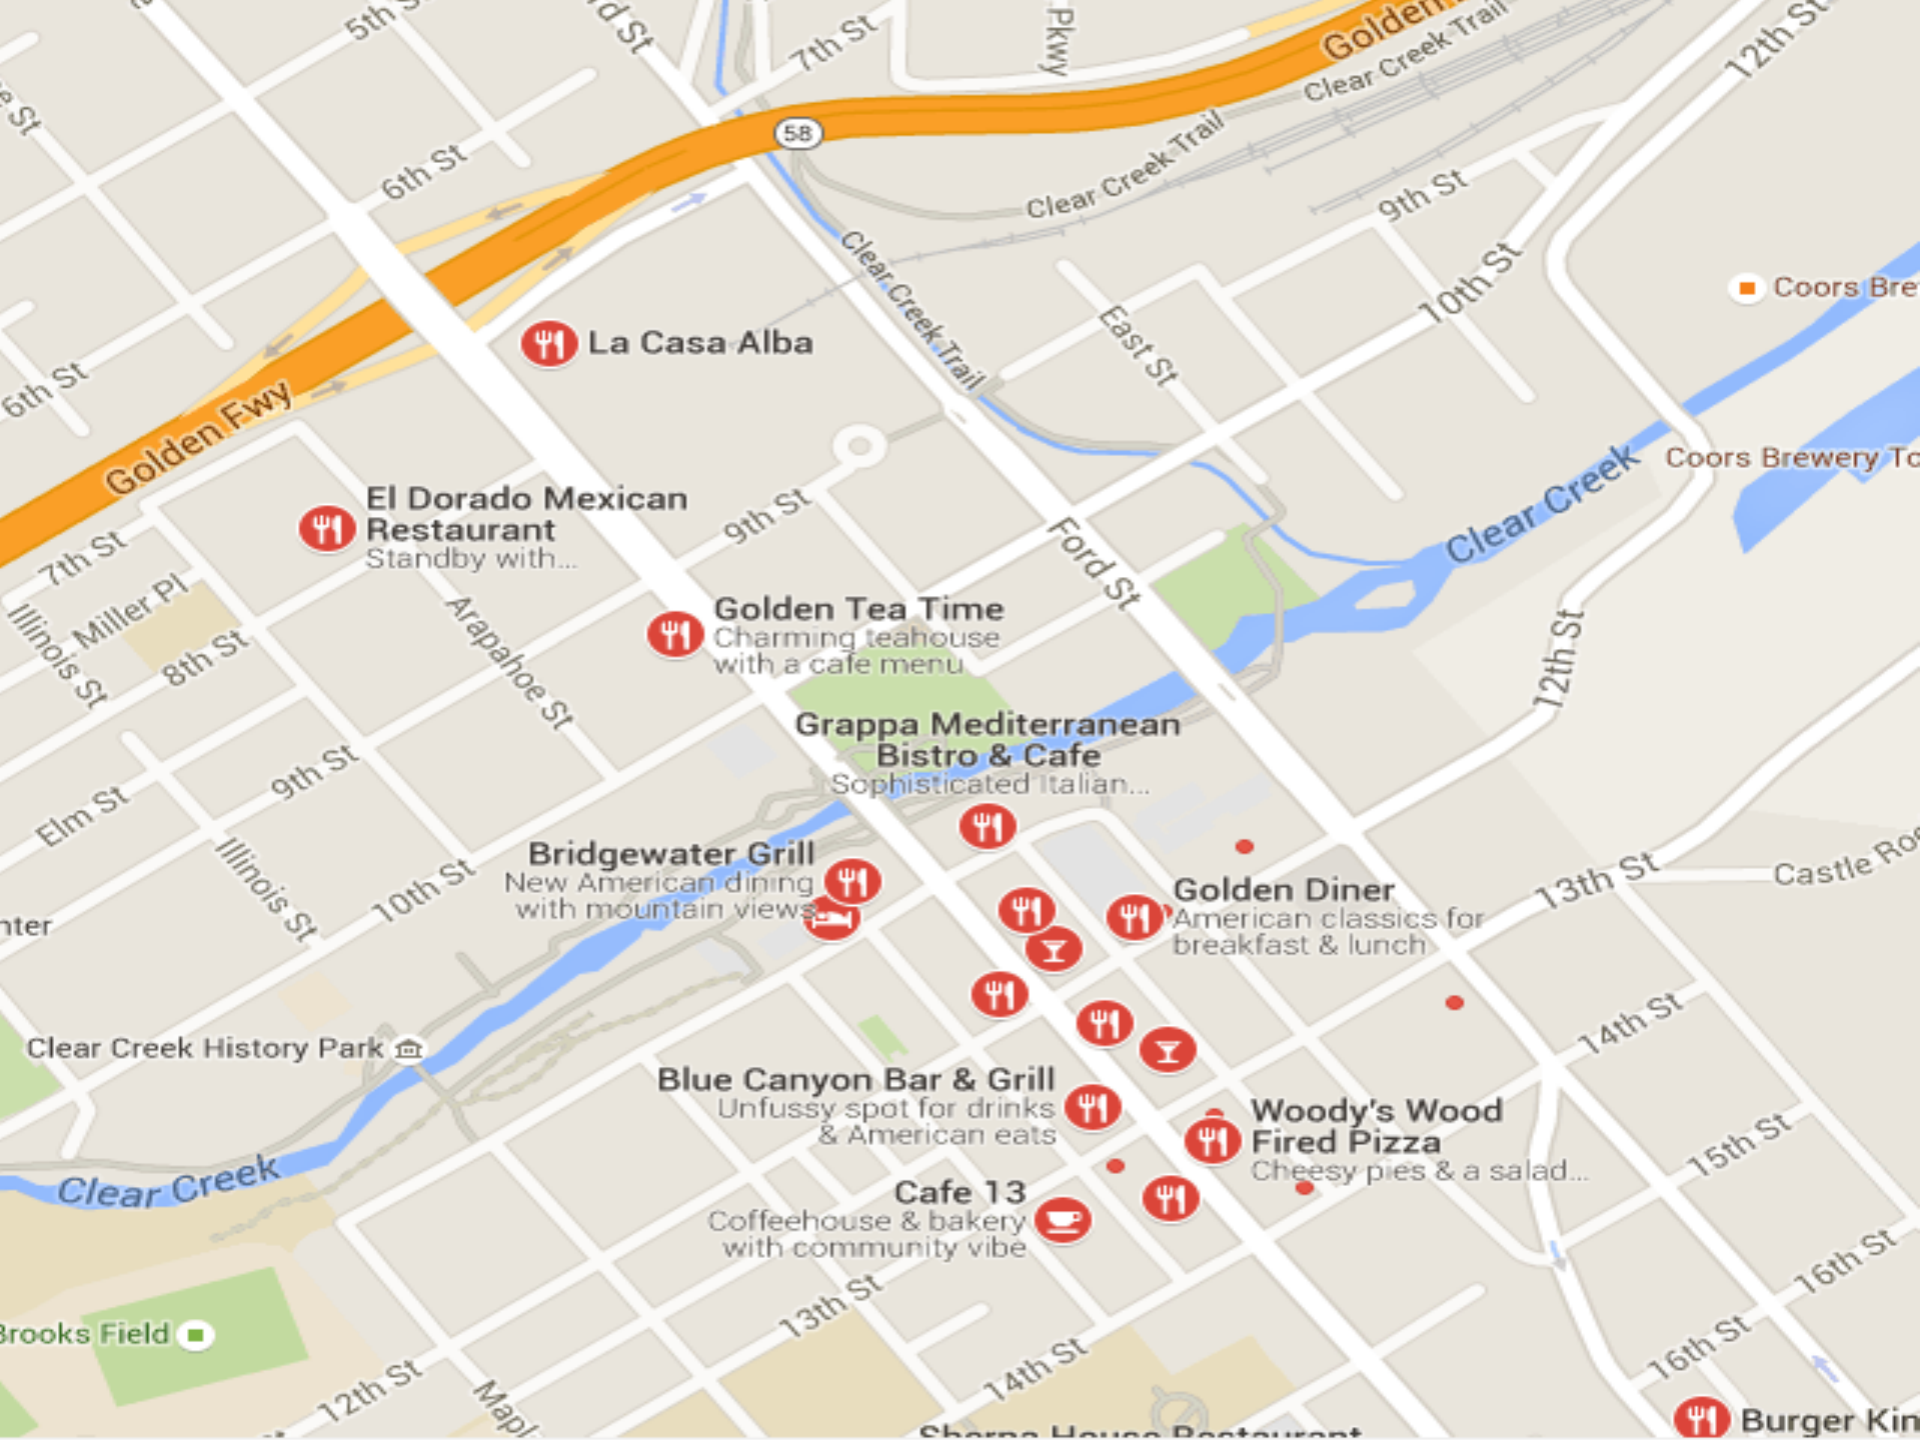 5th S
rd St
7th St
Pkwy
Golden
Clear Creek Trail
12th St
e St
58
6th St
Clear Creek Trail
9th St
Clear Creek Trail
10th St
Coors Bre
La Casa Alba
East St
6th St
Golden Fwy
Clear Creek
Coors Brewery To
El Dorado Mexican
Restaurant
Standby with...
9th St
Ford St
7th St
Miller Pl
Illinois St
8th St
Arapahoe St
Golden Tea Time
Charming teahouse
with a cafe menu
12th St
Grappa Mediterranean
Bistro & Cafe
Sophisticated Italian...
9th St
Elm St
Illinois St
10th St
Bridgewater Grill
New American dining
with mountain views
Golden Diner
American classics for
breakfast & lunch
13th St
Castle Ro
nter
14th St
Clear Creek History Park
Blue Canyon Bar & Grill
Unfussy spot for drinks
& American eats
Woody's Wood
Fired Pizza
Cheesy pies & a salad...
15th St
Clear Creek
Cafe 13
Coffeehouse & bakery
with community vibe
16th St
13th St
Brooks Field
12th St
Mapl
14th St
16th St
Sherpa House Restaurant
Burger Kin